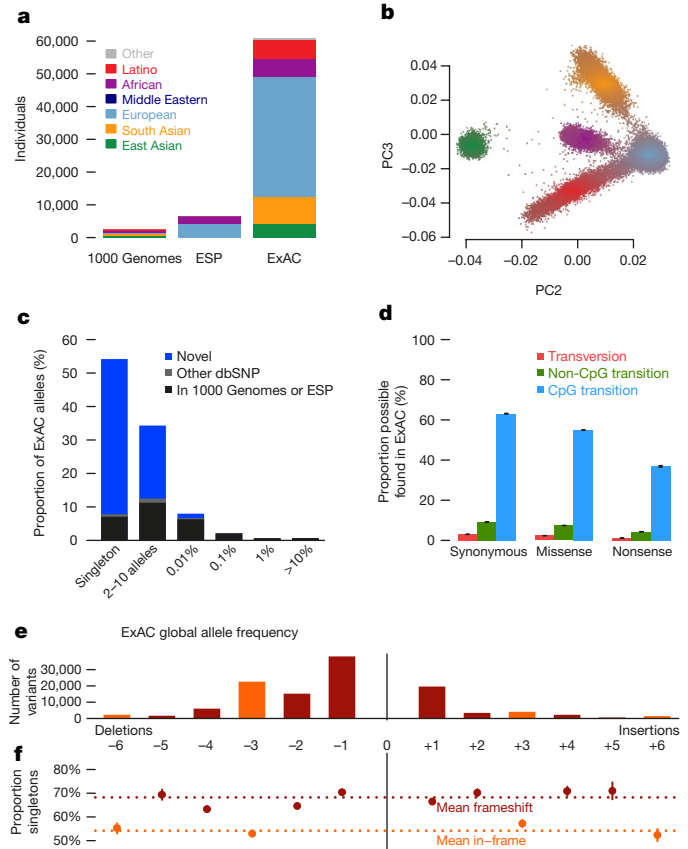 a
60,000
50,000
40,000
30,000
20,000
10,000
0
Individuals
Other
Latino
African
Middle Eastern
European
South Asian
East Asian
1000 Genomes ESP ExAC
b
0.04
0.02
0.00
−0.02
−0.04
−0.06
PC3
−0.04 −0.02 0.00 0.02
PC2
c
60
50
40
30
20
10
0
Proportion of ExAC alleles (%)
Novel
Other dbSNP
In 1000 Genomes or ESP
Singleton
2–10 alleles
0.01%
0.1%
1%
>10%
ExAC global allele frequency
d
100
80
60
40
20
0
Proportion possible
found in ExAC (%)
Transversion
Non-CpG transition
CpG transition
Synonymous Missense Nonsense
e
Number of
variants
30,000
20,000
10,000
0
Deletions Insertions
−6 −5 −4 −3 −2 −1 0 +1 +2 +3 +4 +5 +6
f
Proportion
singletons
80%
70%
60%
50%
Mean frameshift
Mean in−frame